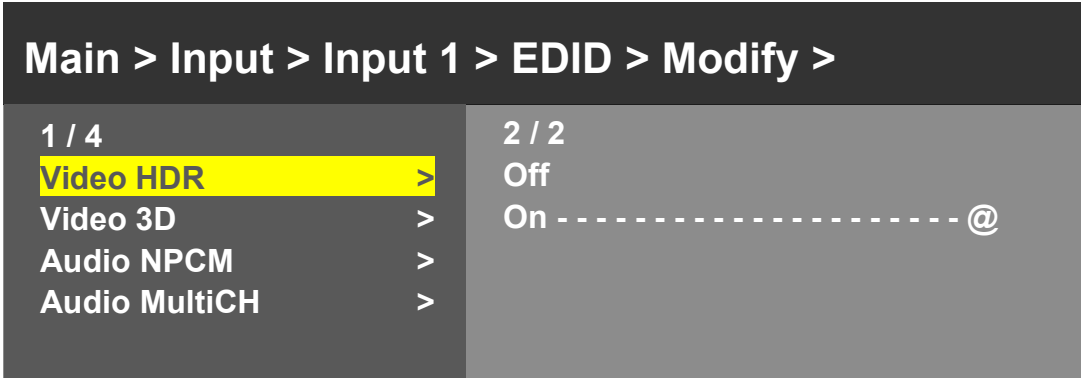 Main > Input > Input 1 > EDID > Modify >
1 / 4
Video HDR >
Video 3D >
Audio NPCM >
Audio MultiCH >
2 / 2
Off
On - - - - - - - - - - - - - - - - - - - - - @